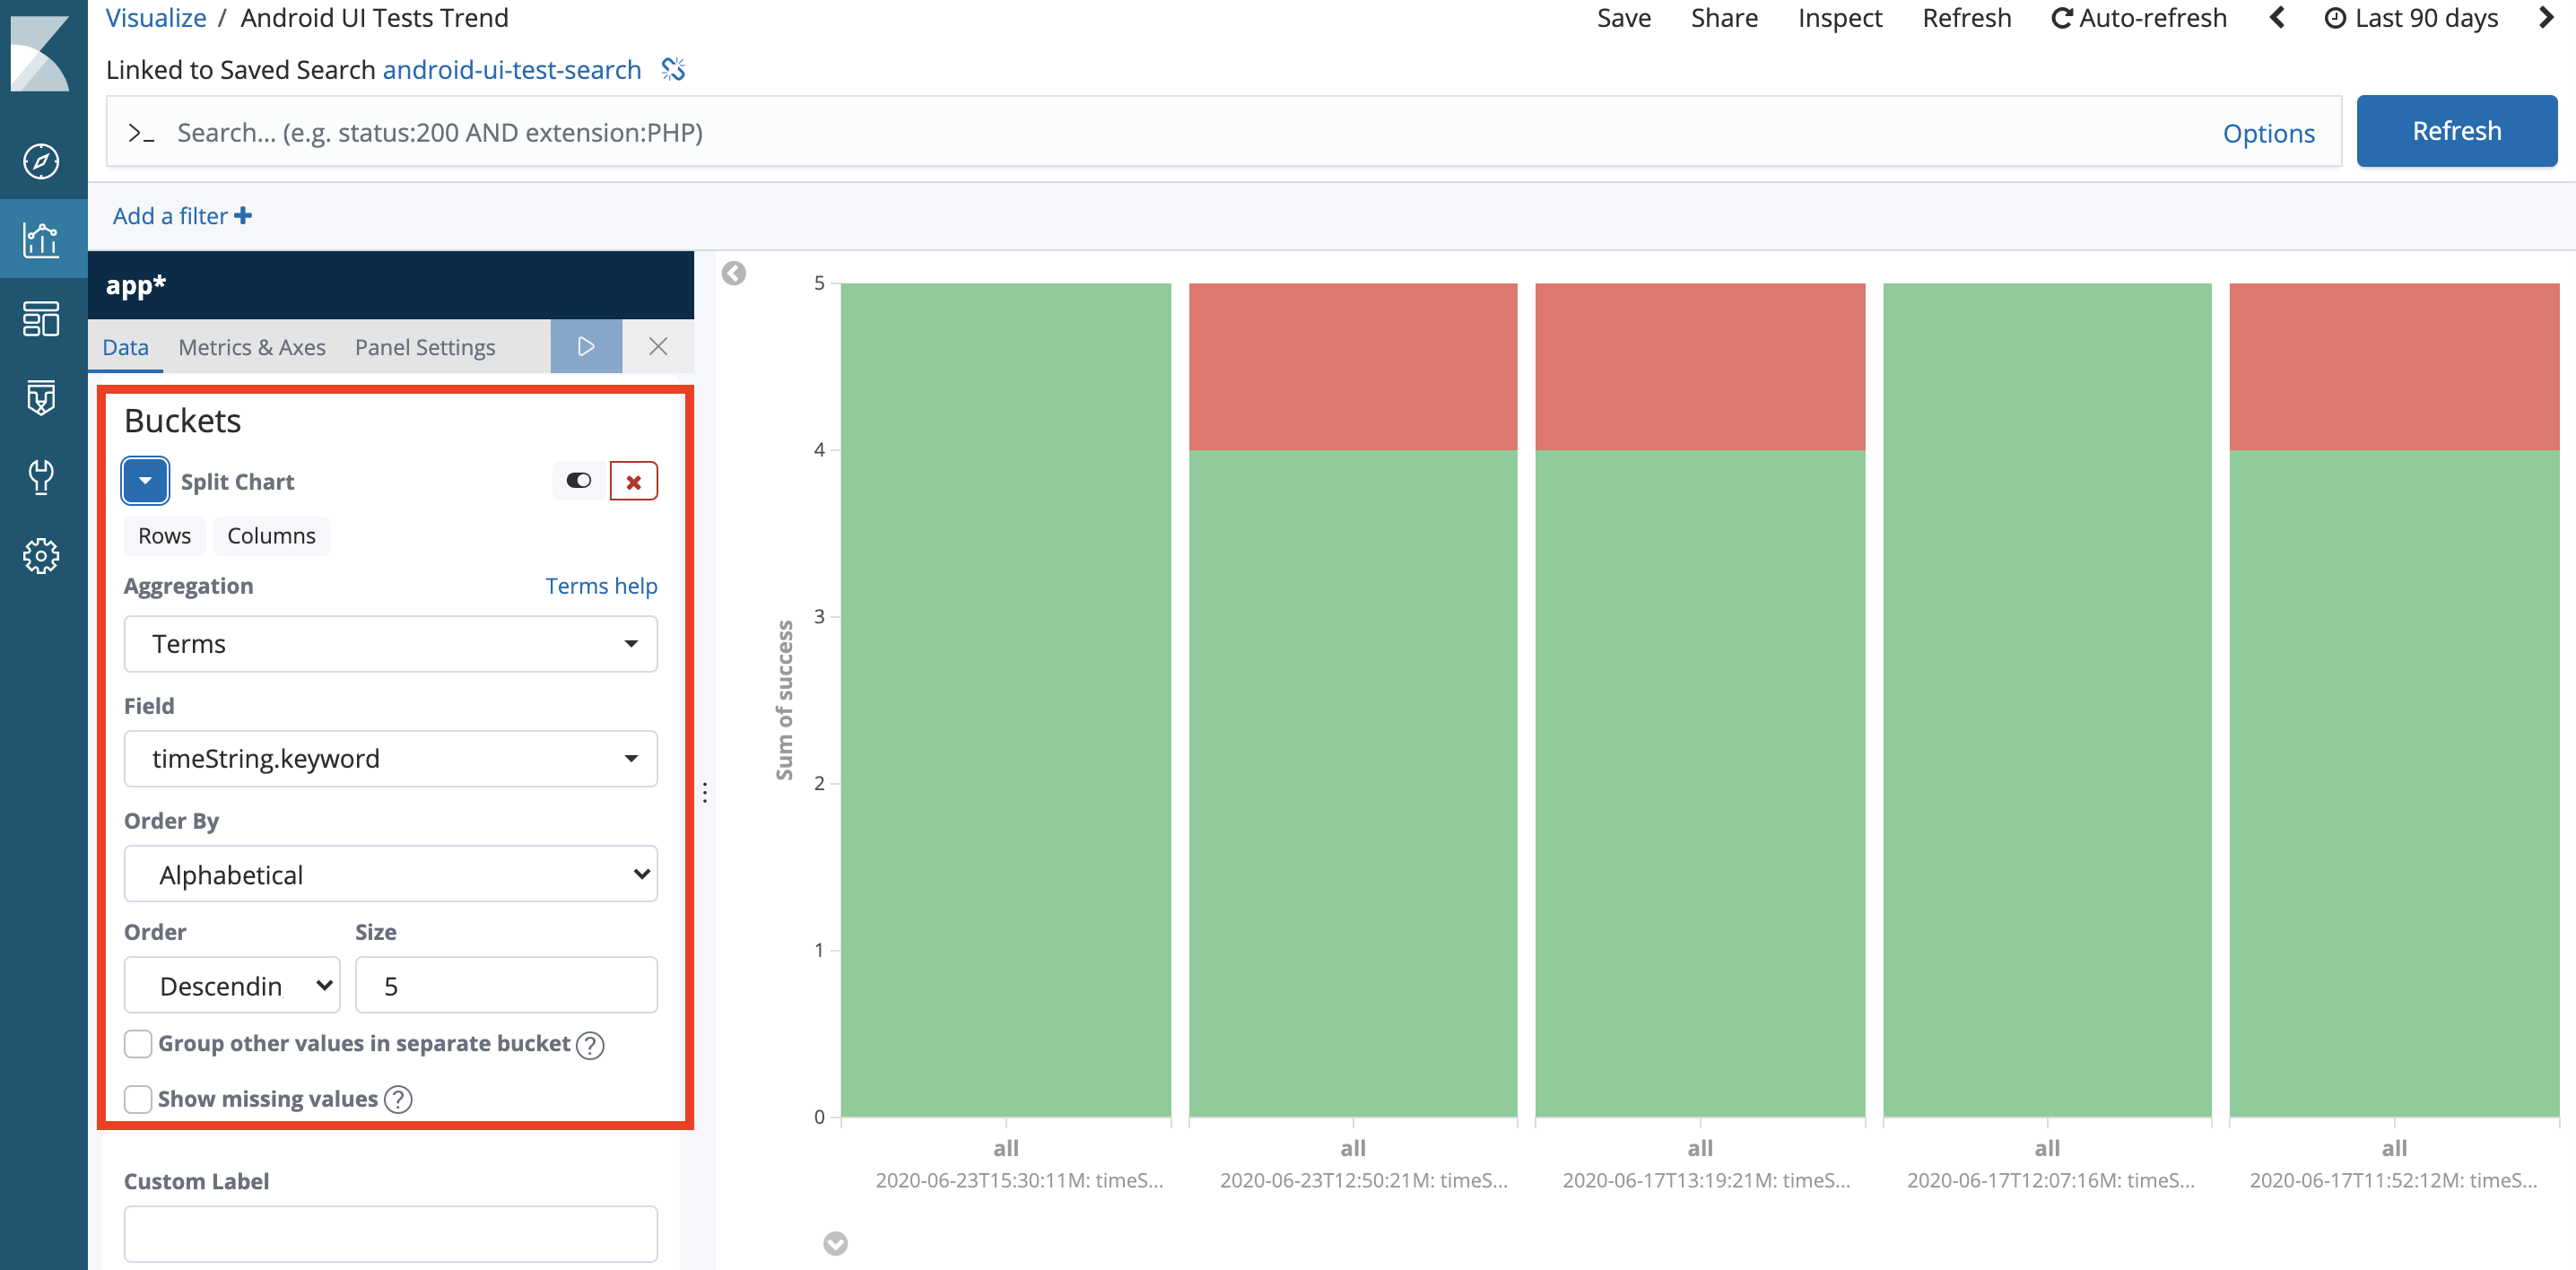 Visualize / Android UI Tests Trend
Save Share Inspect Refresh Auto-refresh Last 90 days
Linked to Saved Search android-ui-test-search
>_ Search... (e.g. status:200 AND extension:PHP) Options
Refresh
Add a filter +
app*
Data Metrics & Axes Panel Settings
Buckets
Split Chart
Rows Columns
Aggregation Terms help
Terms
Field
timeString.keyword
Order By
Alphabetical
Order Size
Descendin 5
Group other values in separate bucket ?
Show missing values ?
Custom Label
Sum of success
5
4
3
2
1
0
all all all all all
2020-06-23T15:30:11M: timeS... 2020-06-23T12:50:21M: timeS... 2020-06-17T13:19:21M: timeS... 2020-06-17T12:07:16M: timeS... 2020-06-17T11:52:12M: timeS...